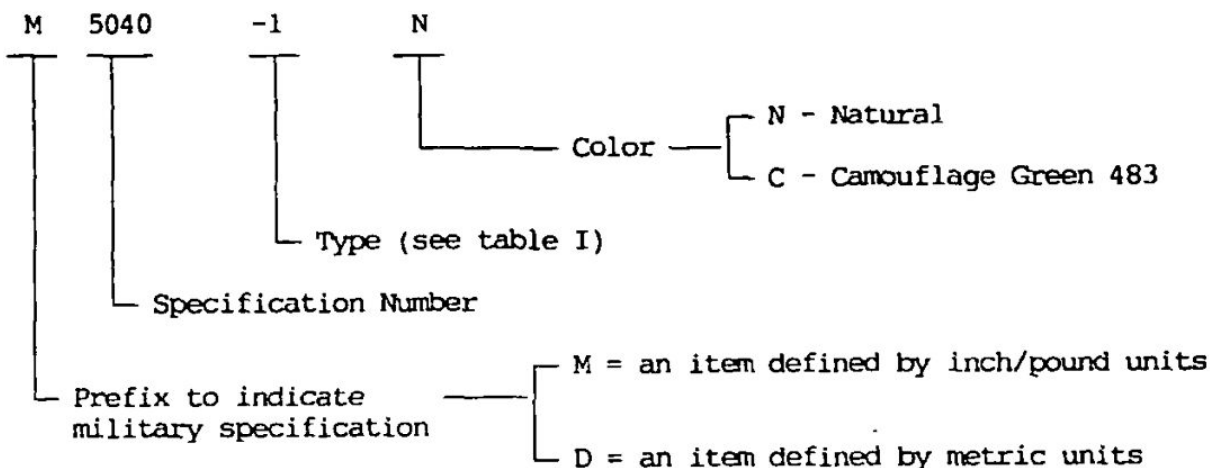 M 5040 -1 N
N - Natural
Color
C - Camouflage Green 483
Type (see table I)
Specification Number
M = an item defined by inch/pound units
Prefix to indicate
military specification
D = an item defined by metric units